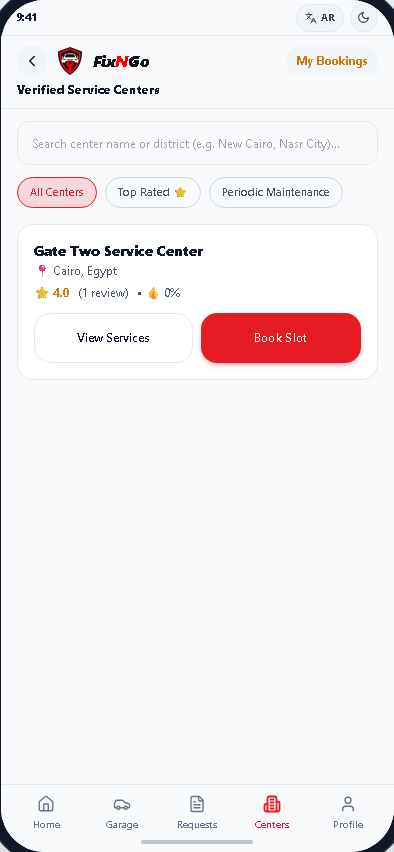 9:41
AR
FixNGo
My Bookings
Verified Service Centers
Search center name or district (e.g. New Cairo, Nasr City)...
All Centers
Top Rated ⭐
Periodic Maintenance
Gate Two Service Center
📍 Cairo, Egypt
⭐ 4.0 (1 review) • 👍 0%
View Services
Book Slot
Home
Garage
Requests
Centers
Profile